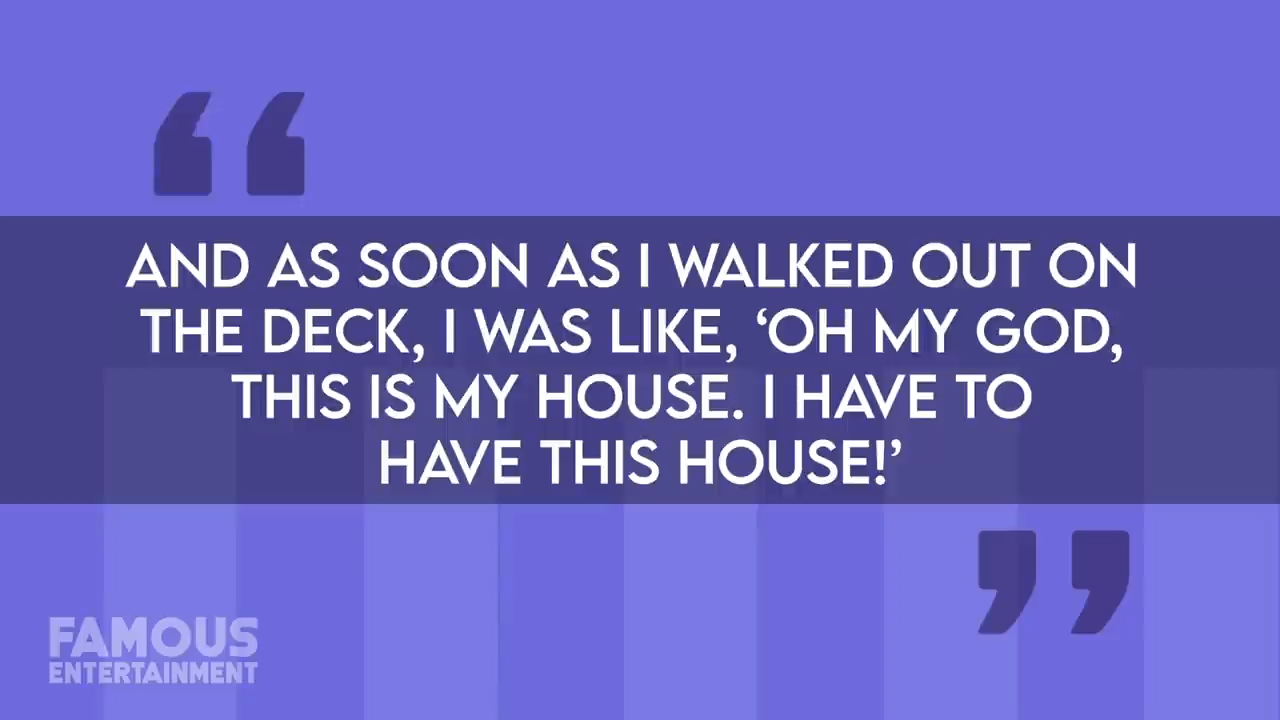 “
AND AS SOON AS I WALKED OUT ON
THE DECK, I WAS LIKE, ‘OH MY GOD,
THIS IS MY HOUSE. I HAVE TO
HAVE THIS HOUSE!’
”
FAMOUS
ENTERTAINMENT